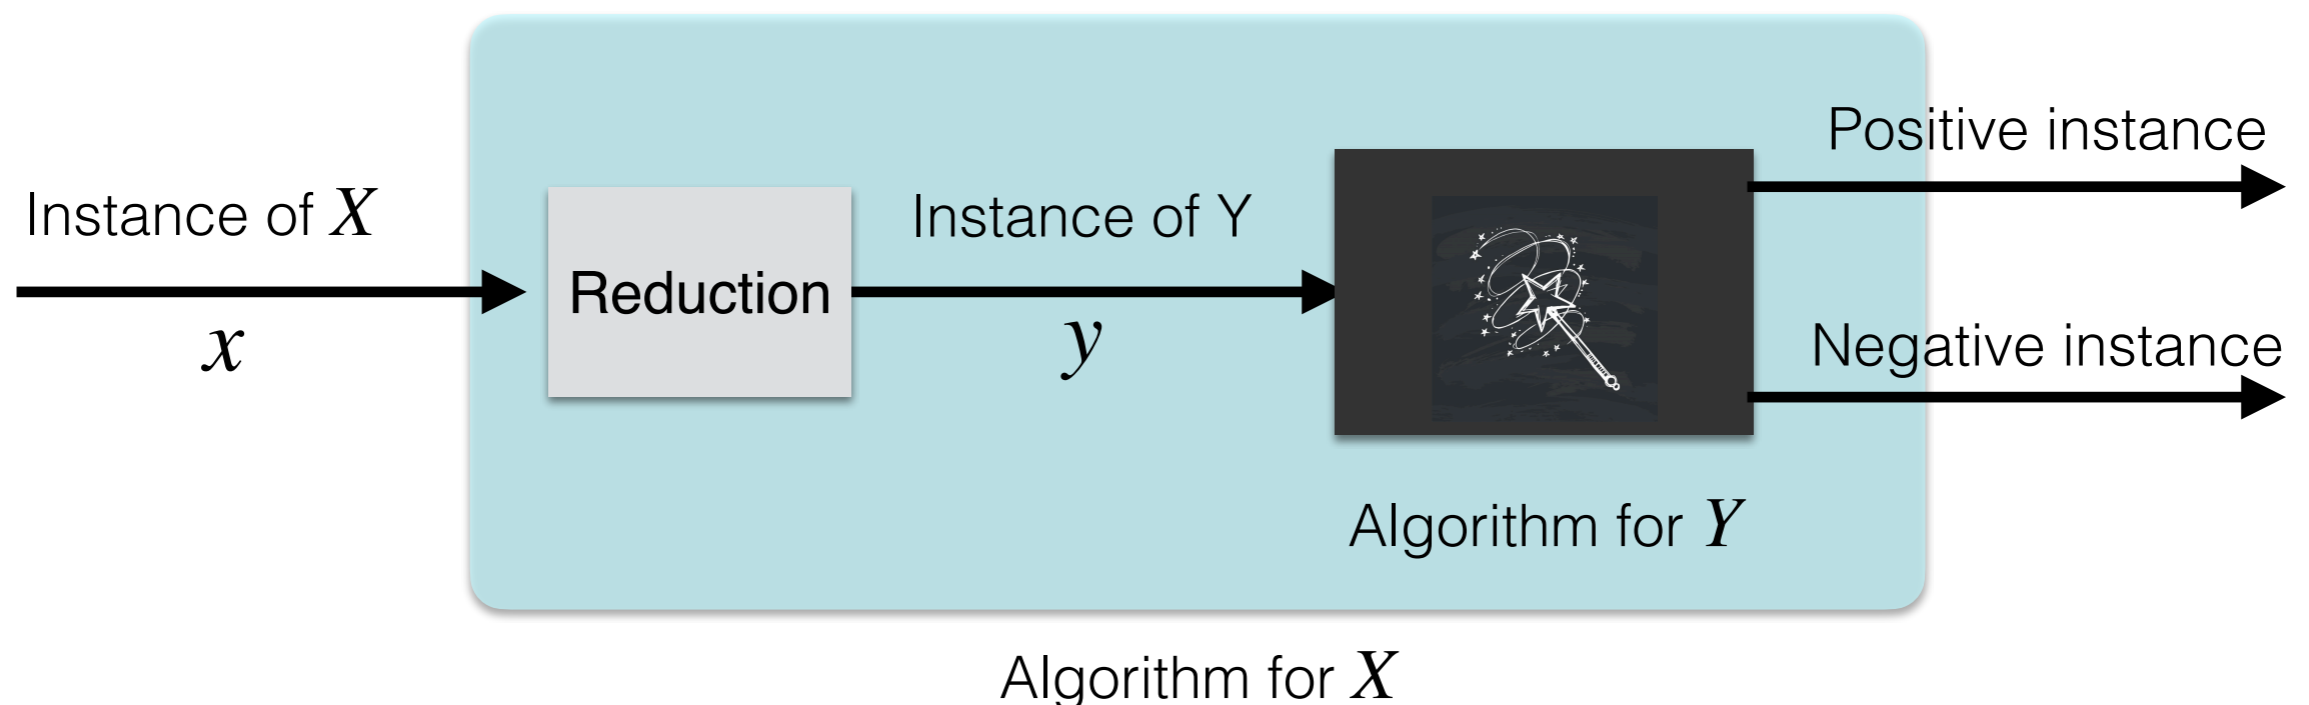 Positive instance
Instance of X
Instance of Y
Reduction
x
y
Negative instance
Algorithm for Y
Algorithm for X